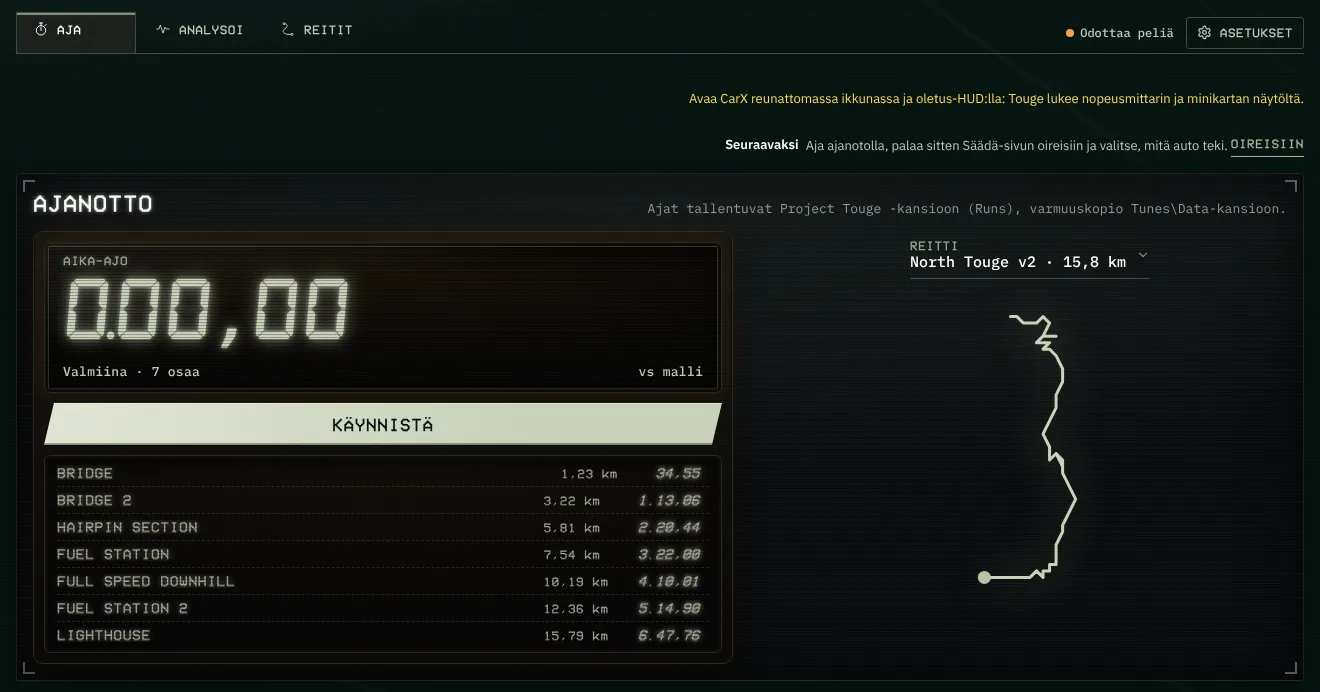 AJA
ANALYSOI
REITIT
Odottaa peliä
ASETUKSET
Avaa CarX reunattomassa ikkunassa ja oletus-HUD:lla: Touge lukee nopeusmittarin ja minikartan näytöltä.
Seuraavaksi Aja ajanotolla, palaa sitten Säädä-sivun oireisiin ja valitse, mitä auto teki. OIREISIIN
AJANOTTO
Ajat tallentuvat Project Touge -kansioon (Runs), varmuuskopio Tunes\Data-kansioon.
AIKA-AJO
0.00,00
Valmiina · 7 osaa
vs malli
KÄYNNISTÄ
BRIDGE 1,23 km 34,55
BRIDGE 2 3,22 km 1.13,06
HAIRPIN SECTION 5,81 km 2.20,44
FUEL STATION 7,54 km 3.22,00
FULL SPEED DOWNHILL 10,19 km 4.10,01
FUEL STATION 2 12,36 km 5.14,90
LIGHTHOUSE 15,79 km 6.47,76
REITTI
North Touge v2 · 15,8 km